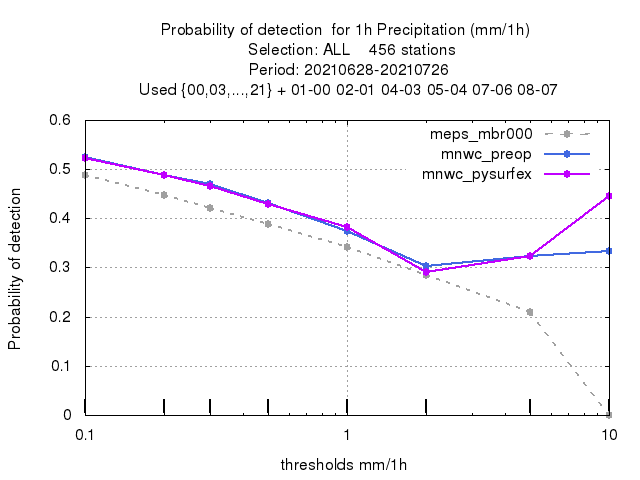 Probability of detection  for 1h Precipitation (mm/1h)
Selection: ALL    456 stations
Period: 20210628-20210726
Used {00,03,...,21} + 01-00 02-01 04-03 05-04 07-06 08-07
meps_mbr000
mnwc_preop
mnwc_pysurfex
0.6
0.5
0.4
0.3
0.2
0.1
0
Probability of detection
0.1 1 10
thresholds mm/1h